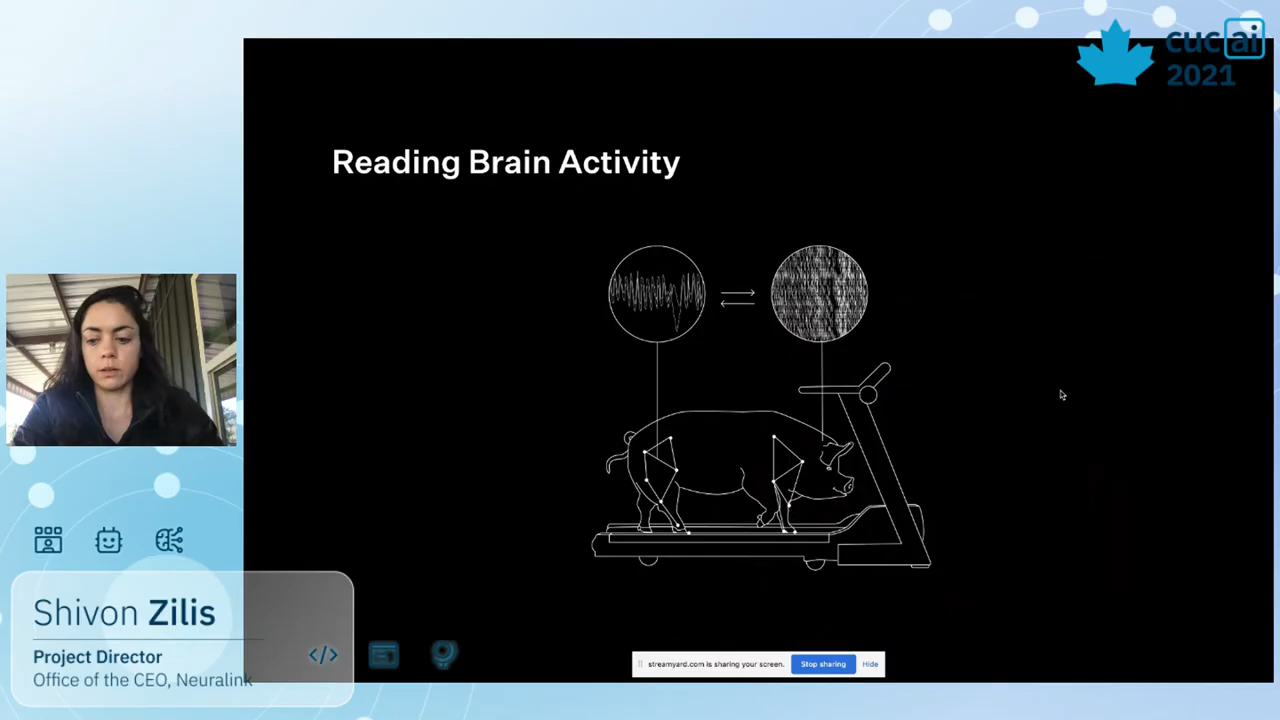 cucai
2021
Reading Brain Activity
Shivon Zilis
Project Director
Office of the CEO, Neuralink
</>
streamyard.com is sharing your screen. Stop sharing Hide